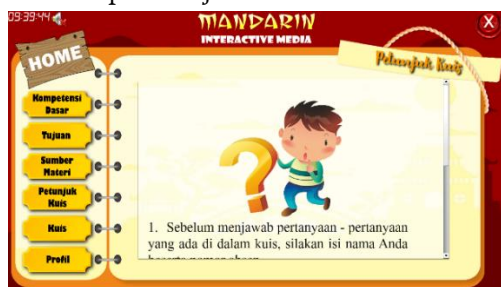 09:39:44
MANDARIN
INTERACTIVE MEDIA
X
HOME
Petunjuk Kuis
Kompetensi
Dasar
Tujuan
Sumber
Materi
Petunjuk
Kuis
Kuis
Profil
1. Sebelum menjawab pertanyaan - pertanyaan
yang ada di dalam kuis, silakan isi nama Anda